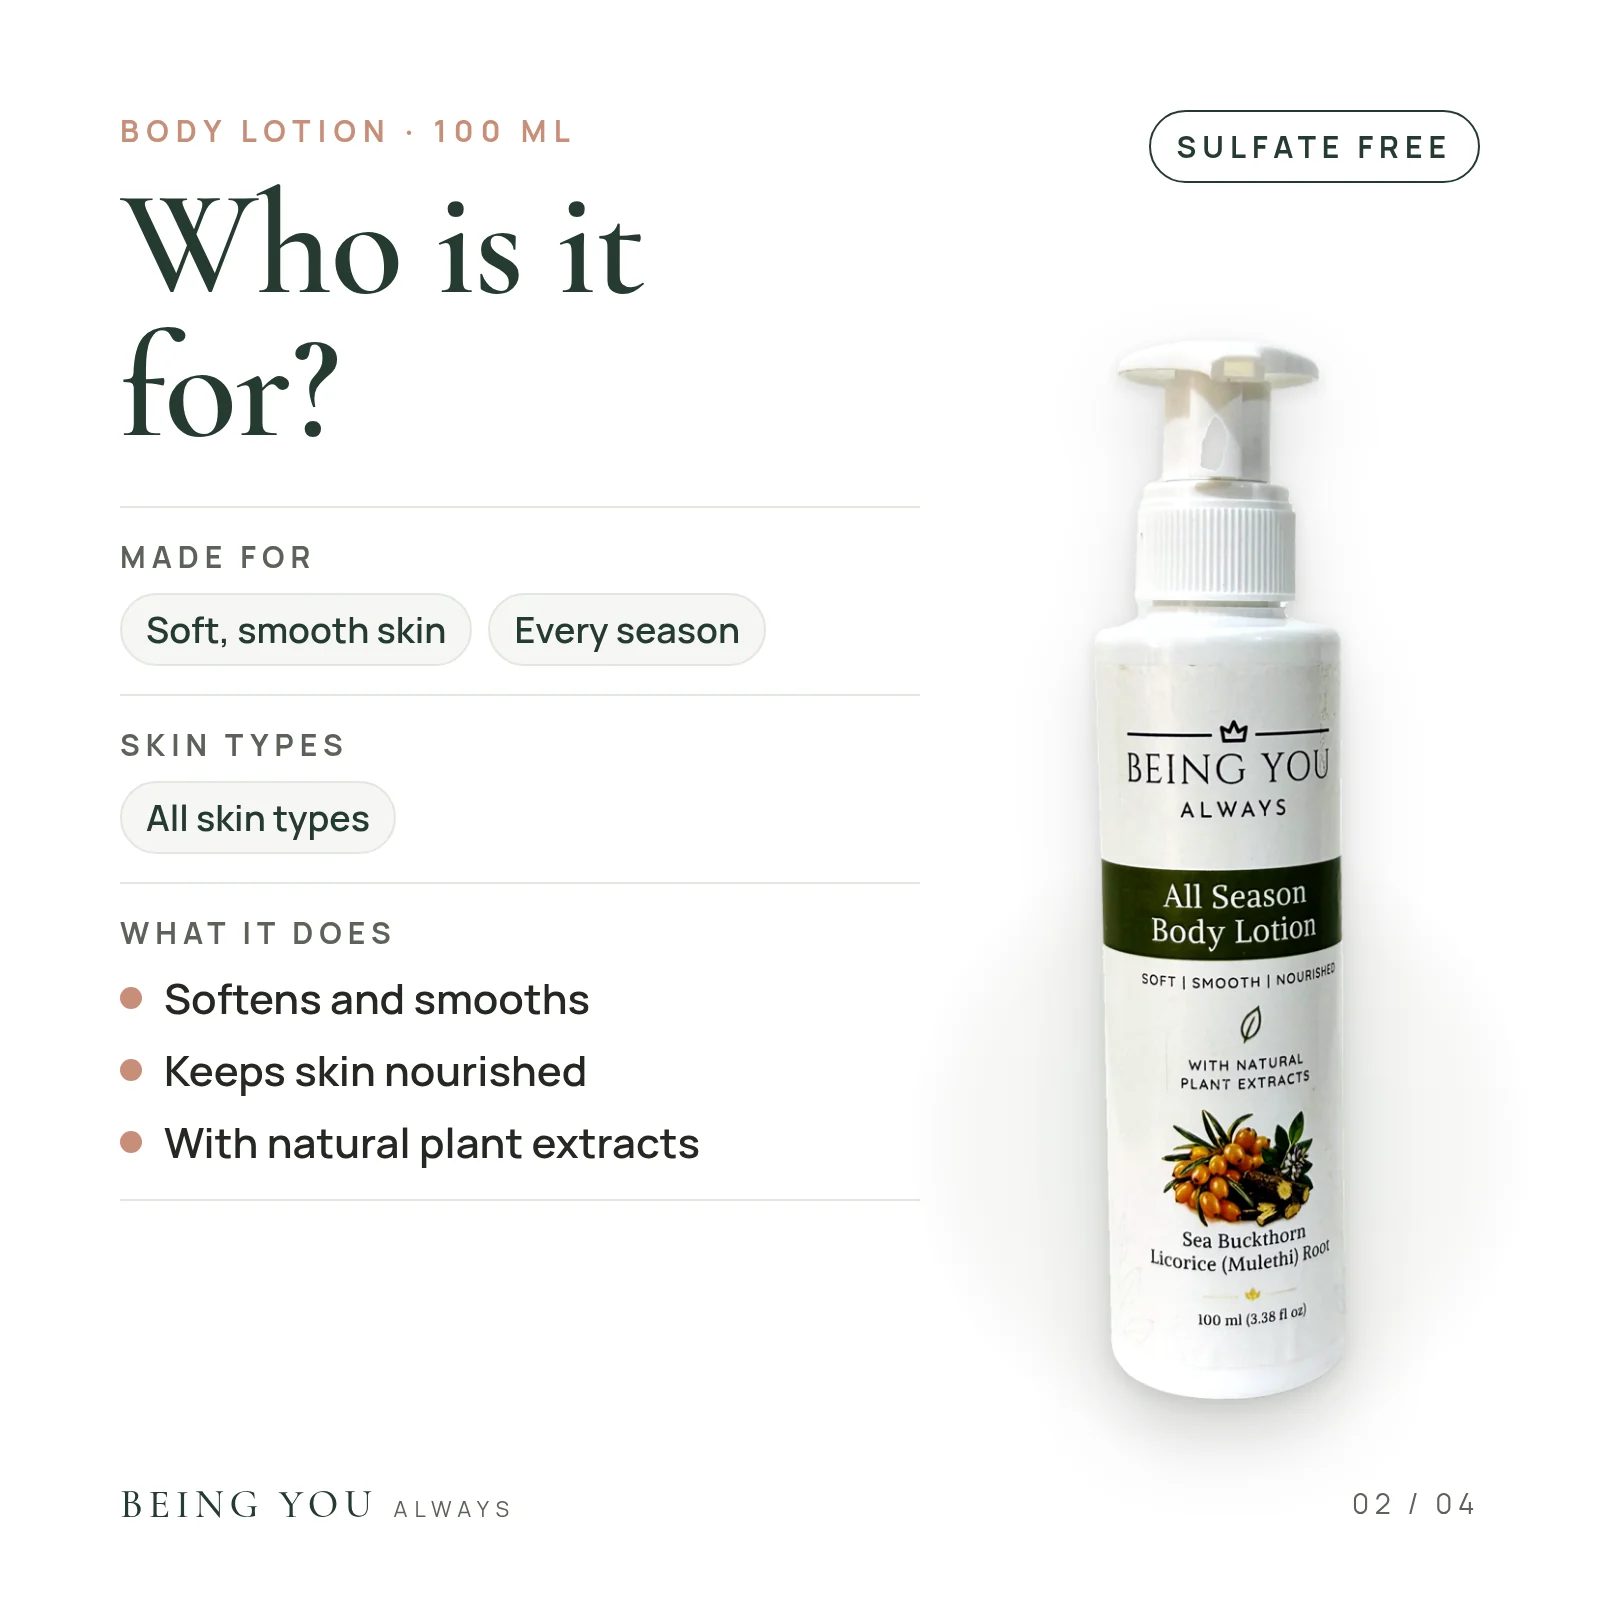 BODY LOTION · 100 ML
SULFATE FREE
Who is it
for?
MADE FOR
Soft, smooth skin
Every season
SKIN TYPES
All skin types
WHAT IT DOES
Softens and smooths
Keeps skin nourished
With natural plant extracts
BEING YOU
ALWAYS
All Season
Body Lotion
SOFT | SMOOTH | NOURISHED
WITH NATURAL
PLANT EXTRACTS
Sea Buckthorn
Licorice (Mulethi) Root
100 ml (3.38 fl oz)
BEING YOU ALWAYS
02 / 04